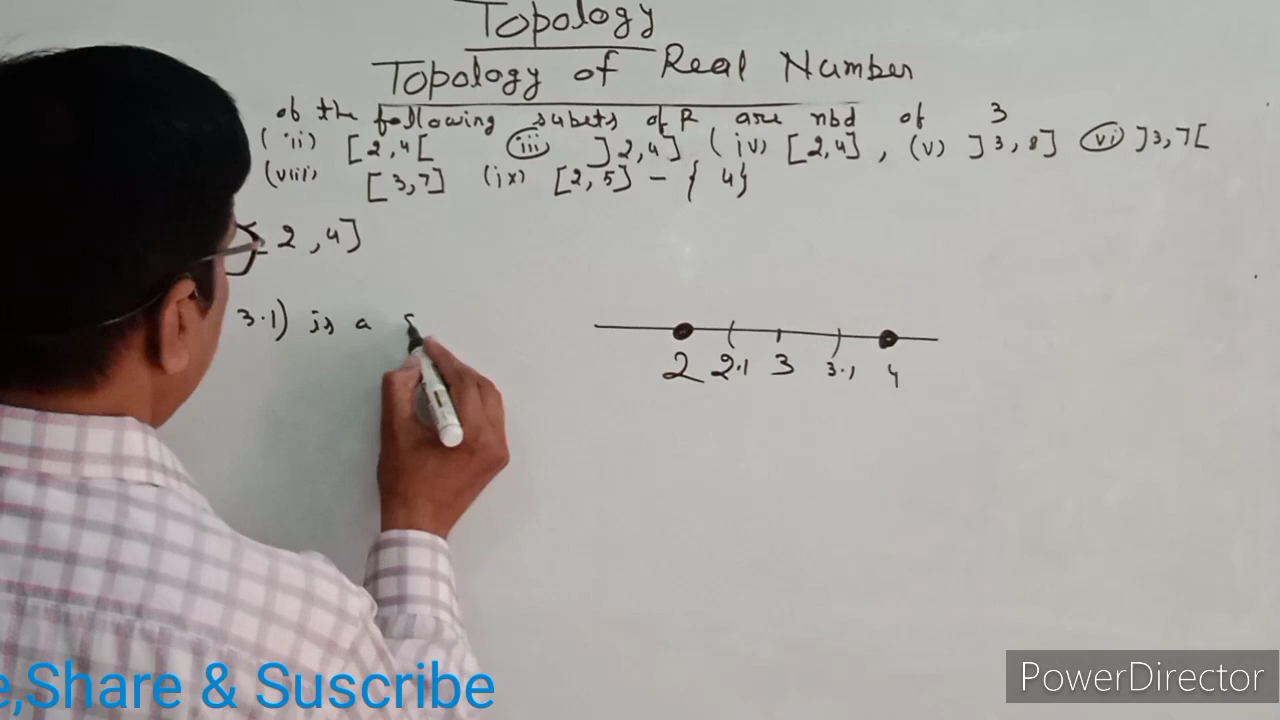 Topology
Topology of Real Number
of the following subets of R are nbd of 3
(ii) [2,4[ (iii) ]2,4] (iv) [2,4] , (v) ]3,8] (vi) ]3,7[
(viii) [3,7] (ix) [2,5] - { 4}
2,4]
3.1) is a
2 2.1 3 3.1 4
e,Share & Suscribe
PowerDirector